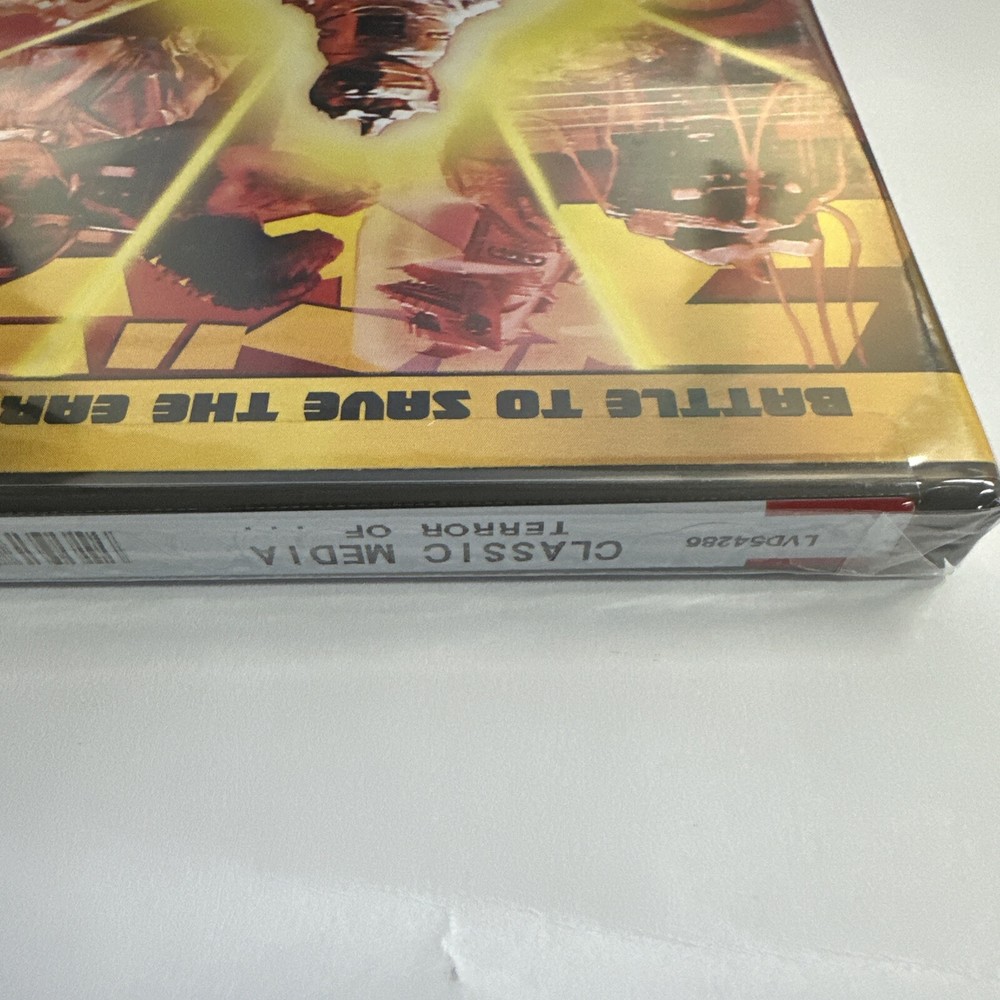 LVD54286
CLASSIC MEDIA
TERROR OF ...
BATTLE TO SAVE THE EAR